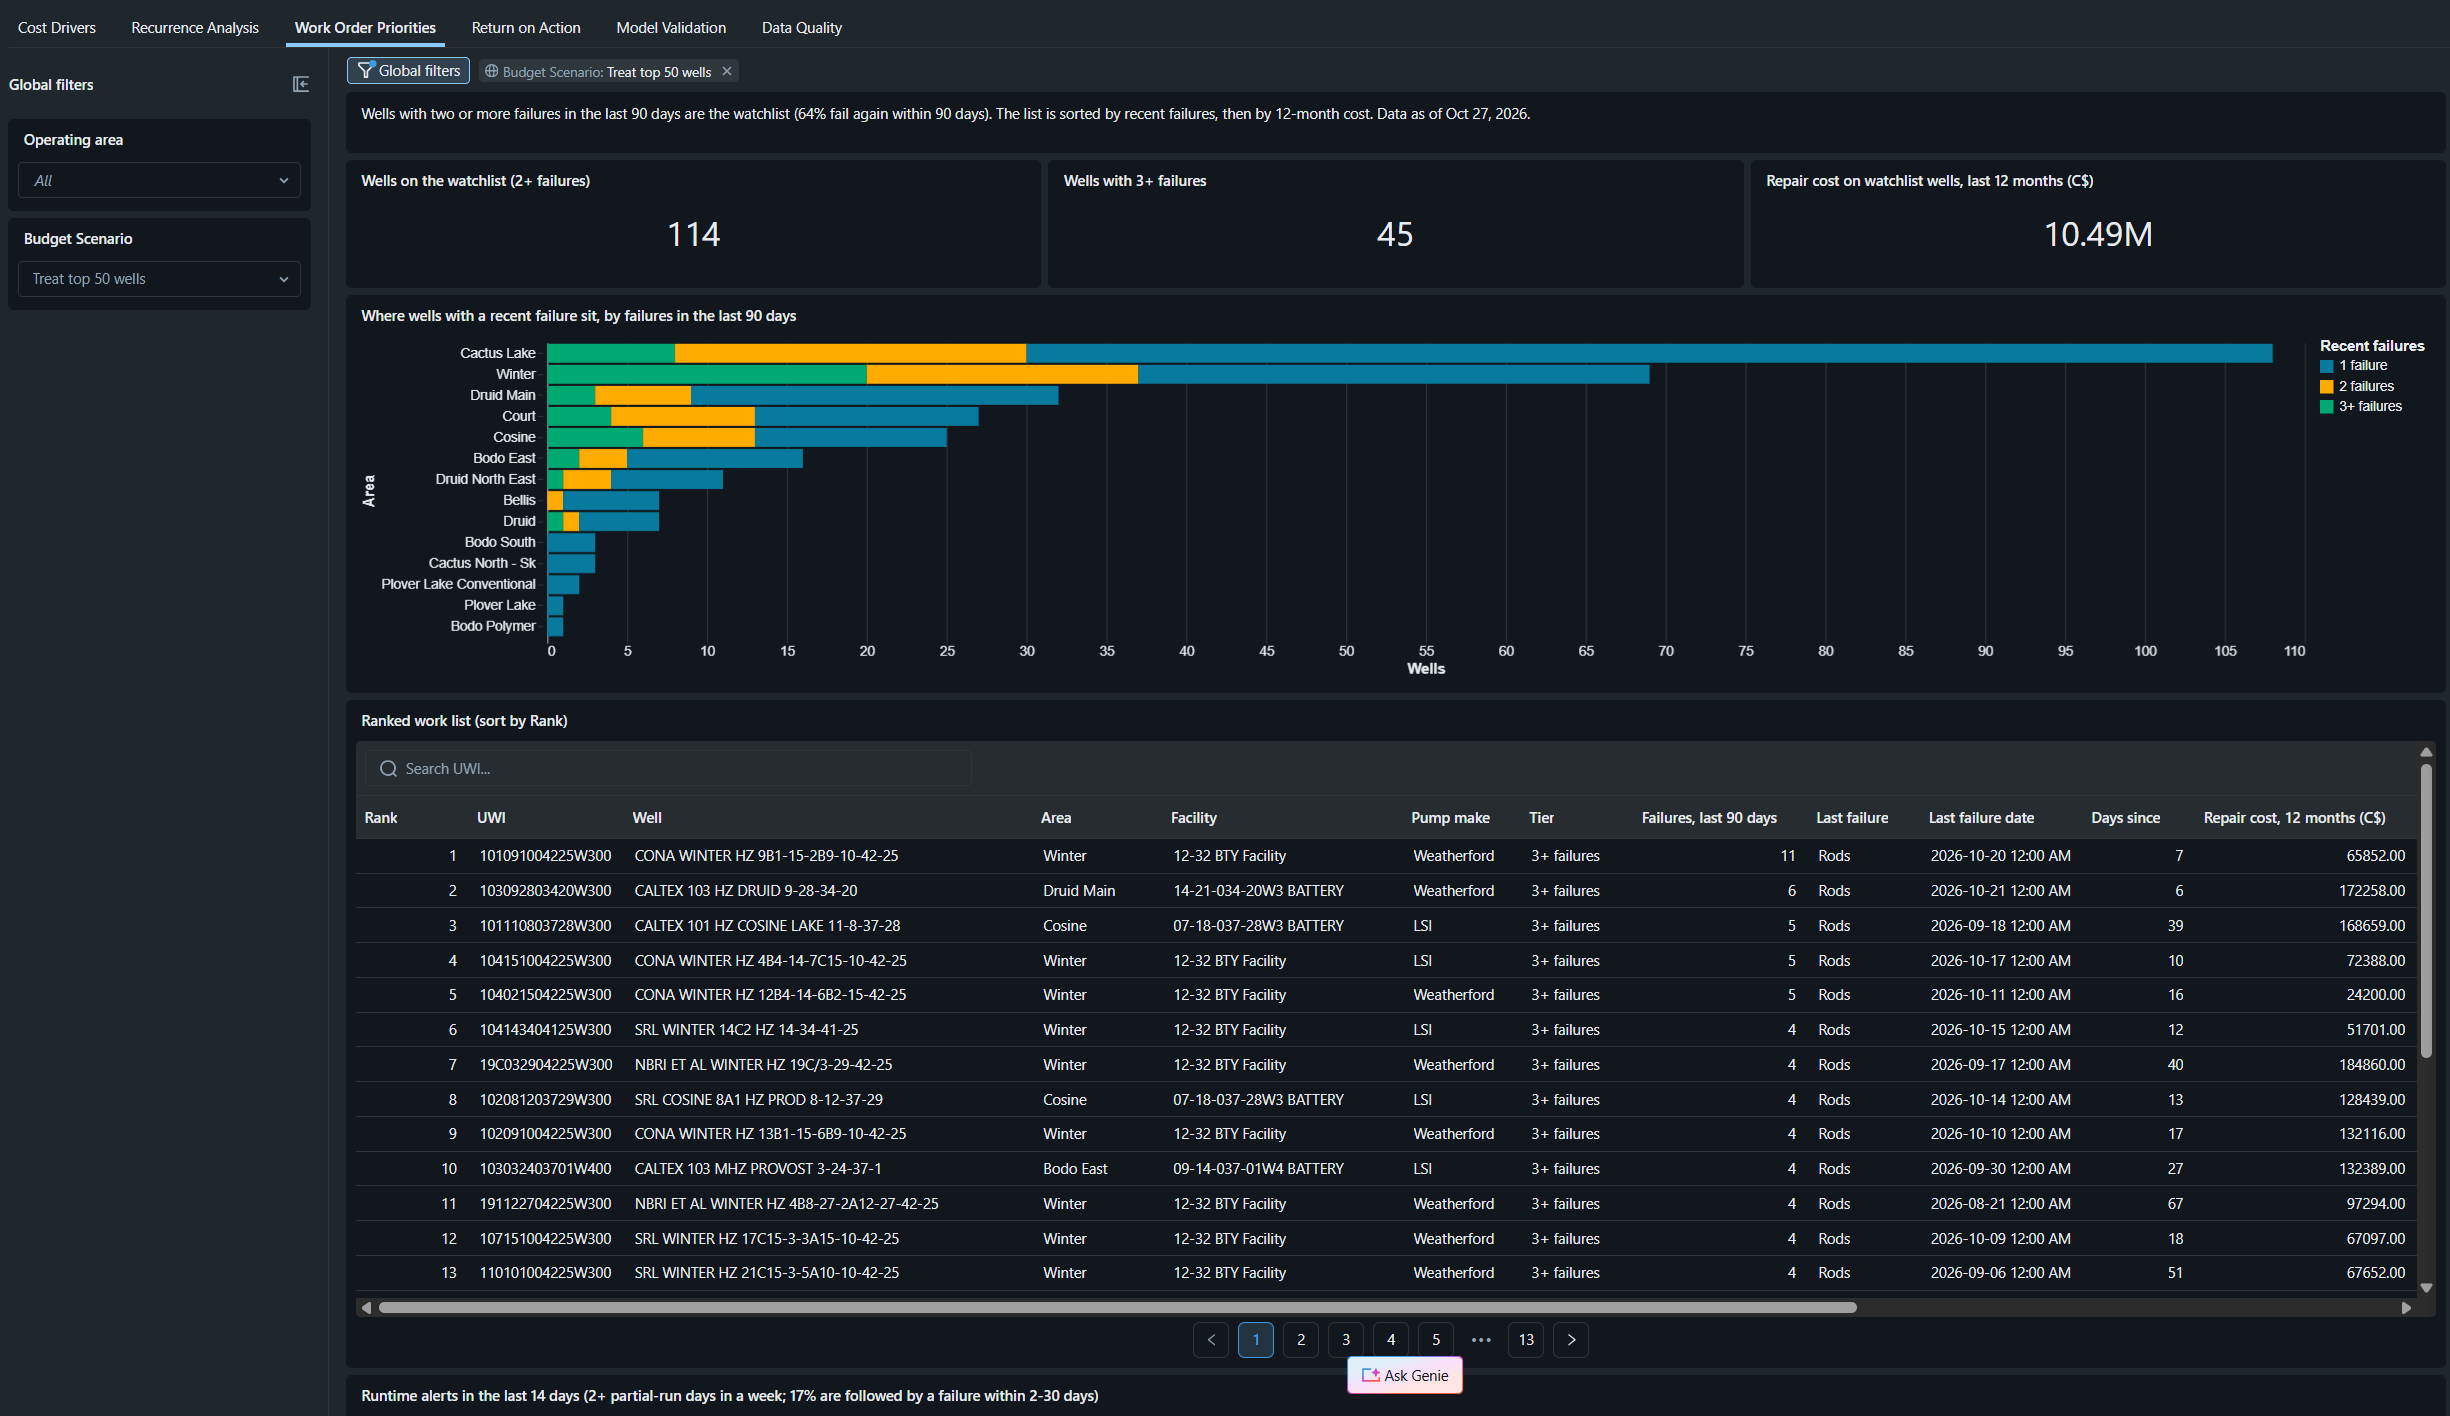 Cost Drivers Recurrence Analysis Work Order Priorities Return on Action Model Validation Data Quality
Global filters
Operating area
All
Budget Scenario
Treat top 50 wells
Global filters Budget Scenario: Treat top 50 wells
Wells with two or more failures in the last 90 days are the watchlist (64% fail again within 90 days). The list is sorted by recent failures, then by 12-month cost. Data as of Oct 27, 2026.
Wells on the watchlist (2+ failures)
114
Wells with 3+ failures
45
Repair cost on watchlist wells, last 12 months (C$)
10.49M
Where wells with a recent failure sit, by failures in the last 90 days
Area
Cactus Lake
Winter
Druid Main
Court
Cosine
Bodo East
Druid North East
Bellis
Druid
Bodo South
Cactus North - Sk
Plover Lake Conventional
Plover Lake
Bodo Polymer
0 5 10 15 20 25 30 35 40 45 50 55 60 65 70 75 80 85 90 95 100 105 110
Wells
Recent failures
1 failure
2 failures
3+ failures
Ranked work list (sort by Rank)
Search UWI...
Rank UWI Well Area Facility Pump make Tier Failures, last 90 days Last failure Last failure date Days since Repair cost, 12 months (C$)
1 101091004225W300 CONA WINTER HZ 9B1-15-2B9-10-42-25 Winter 12-32 BTY Facility Weatherford 3+ failures 11 Rods 2026-10-20 12:00 AM 7 65852.00
2 103092803420W300 CALTEX 103 HZ DRUID 9-28-34-20 Druid Main 14-21-034-20W3 BATTERY Weatherford 3+ failures 6 Rods 2026-10-21 12:00 AM 6 172258.00
3 101110803728W300 CALTEX 101 HZ COSINE LAKE 11-8-37-28 Cosine 07-18-037-28W3 BATTERY LSI 3+ failures 5 Rods 2026-09-18 12:00 AM 39 168659.00
4 104151004225W300 CONA WINTER HZ 4B4-14-7C15-10-42-25 Winter 12-32 BTY Facility LSI 3+ failures 5 Rods 2026-10-17 12:00 AM 10 72388.00
5 104021504225W300 CONA WINTER HZ 12B4-14-6B2-15-42-25 Winter 12-32 BTY Facility Weatherford 3+ failures 5 Rods 2026-10-11 12:00 AM 16 24200.00
6 104143404125W300 SRL WINTER 14C2 HZ 14-34-41-25 Winter 12-32 BTY Facility LSI 3+ failures 4 Rods 2026-10-15 12:00 AM 12 51701.00
7 19C032904225W300 NBRI ET AL WINTER HZ 19C/3-29-42-25 Winter 12-32 BTY Facility Weatherford 3+ failures 4 Rods 2026-09-17 12:00 AM 40 184860.00
8 102081203729W300 SRL COSINE 8A1 HZ PROD 8-12-37-29 Cosine 07-18-037-28W3 BATTERY LSI 3+ failures 4 Rods 2026-10-14 12:00 AM 13 128439.00
9 102091004225W300 CONA WINTER HZ 13B1-15-6B9-10-42-25 Winter 12-32 BTY Facility Weatherford 3+ failures 4 Rods 2026-10-10 12:00 AM 17 132116.00
10 103032403701W400 CALTEX 103 MHZ PROVOST 3-24-37-1 Bodo East 09-14-037-01W4 BATTERY LSI 3+ failures 4 Rods 2026-09-30 12:00 AM 27 132389.00
11 191122704225W300 NBRI ET AL WINTER HZ 4B8-27-2A12-27-42-25 Winter 12-32 BTY Facility Weatherford 3+ failures 4 Rods 2026-08-21 12:00 AM 67 97294.00
12 107151004225W300 SRL WINTER HZ 17C15-3-3A15-10-42-25 Winter 12-32 BTY Facility Weatherford 3+ failures 4 Rods 2026-10-09 12:00 AM 18 67097.00
13 110101004225W300 SRL WINTER HZ 21C15-3-5A10-10-42-25 Winter 12-32 BTY Facility Weatherford 3+ failures 4 Rods 2026-09-06 12:00 AM 51 67652.00
1 2 3 4 5 ••• 13
Ask Genie
Runtime alerts in the last 14 days (2+ partial-run days in a week; 17% are followed by a failure within 2-30 days)